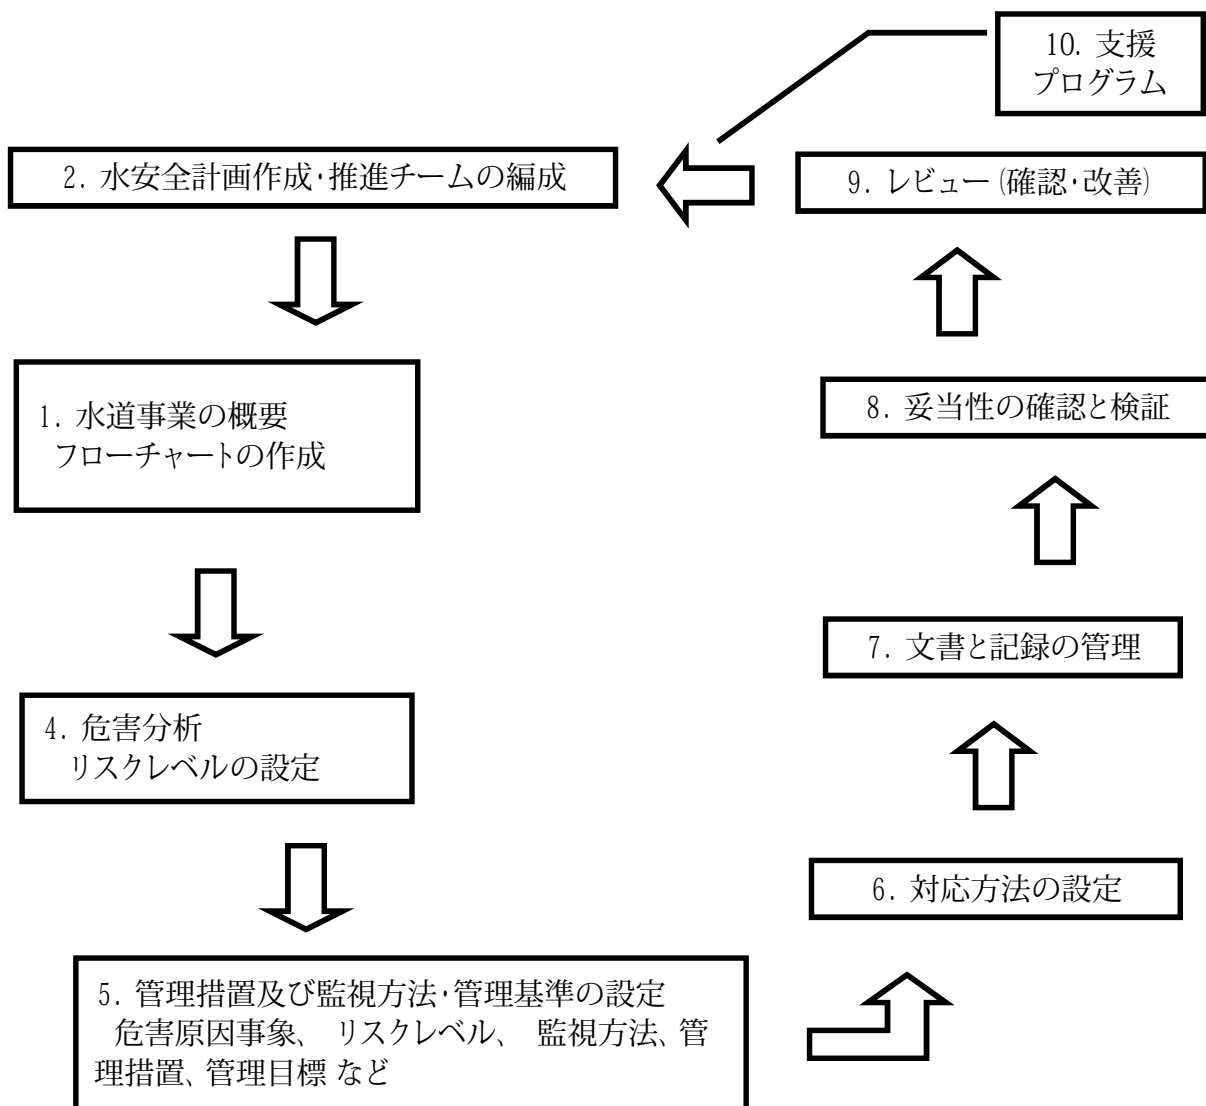 10. 支援
プログラム
2. 水安全計画作成・推進チームの編成
9. レビュー (確認・改善)
1. 水道事業の概要
フローチャートの作成
8. 妥当性の確認と検証
7. 文書と記録の管理
4. 危害分析
リスクレベルの設定
6. 対応方法の設定
5. 管理措置及び監視方法・管理基準の設定
危害原因事象、 リスクレベル、 監視方法、管
理措置、管理目標 など